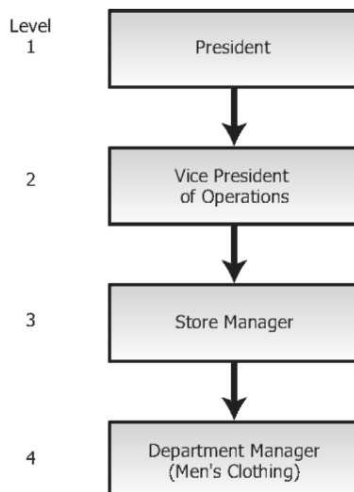 Level
1
President
2
Vice President
of Operations
3
Store Manager
4
Department Manager
(Men's Clothing)